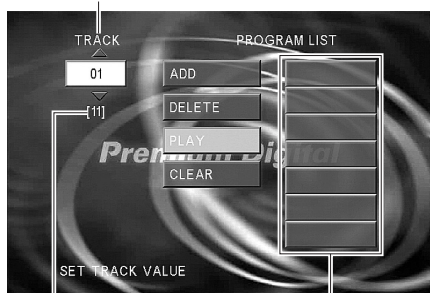 TRACK
PROGRAM LIST
01
[11]
ADD
DELETE
PLAY
CLEAR
Premium Digital
SET TRACK VALUE